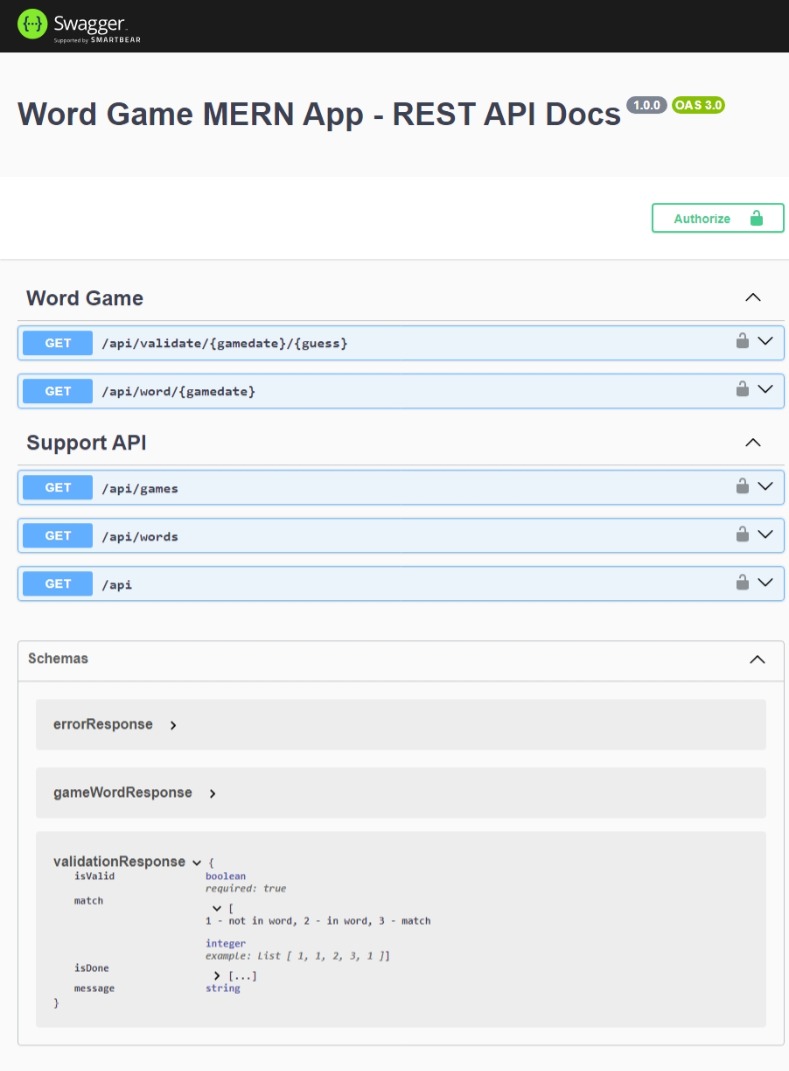 Swagger.
Supported by SMARTBEAR
Word Game MERN App - REST API Docs 1.0.0 OAS 3.0
Authorize
Word Game
GET /api/validate/{gamedate}/{guess}
GET /api/word/{gamedate}
Support API
GET /api/games
GET /api/words
GET /api
Schemas
errorResponse
gameWordResponse
validationResponse {
isValid boolean
required: true
match [
1 - not in word, 2 - in word, 3 - match
integer
example: List [ 1, 1, 2, 3, 1 ]]
isDone [...]
message string
}